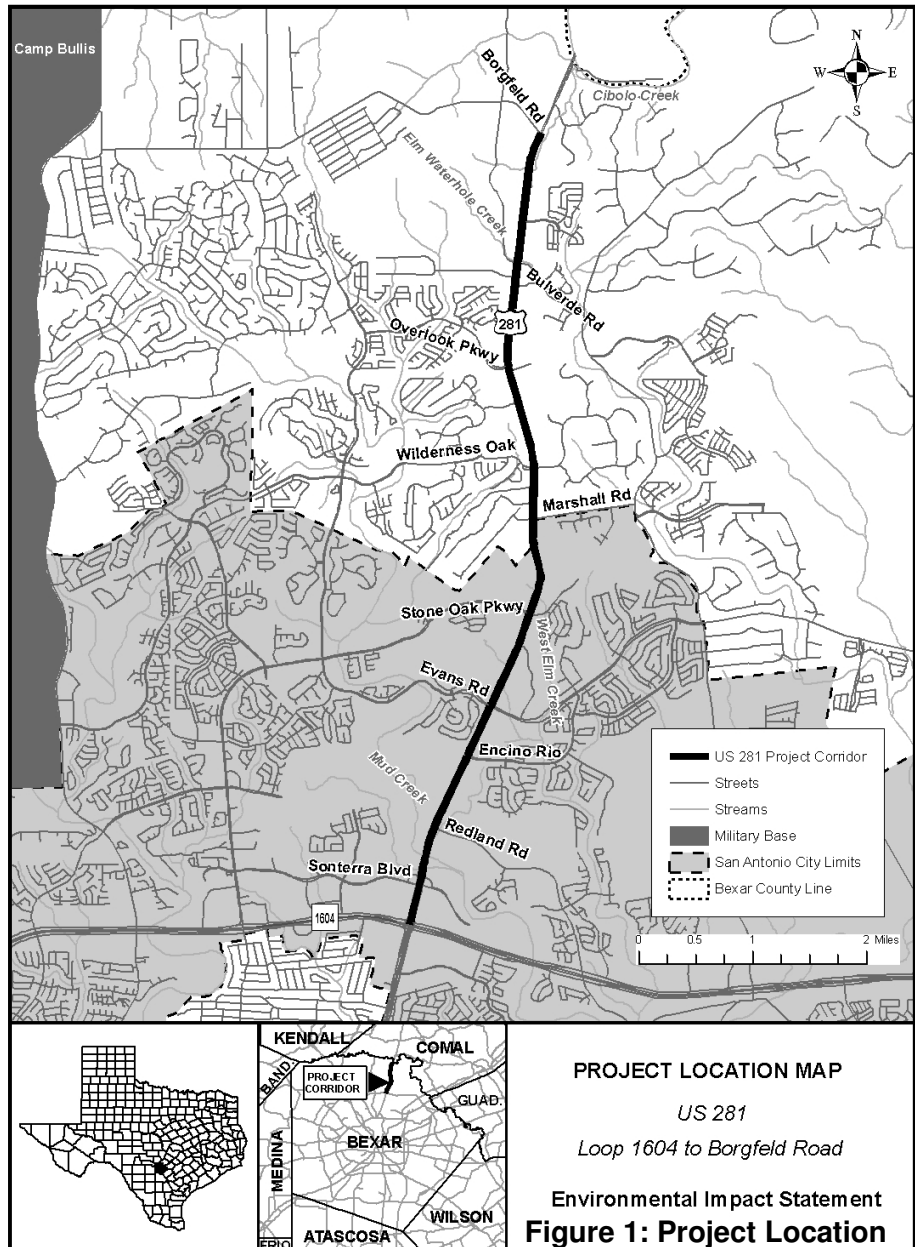 Camp Bullis
N
W
E
S
Borgfeld Rd
Cibolo Creek
Elm Waterhole Creek
Bulverde Rd
281
Overlook Pkwy
Wilderness Oak
Marshall Rd
Stone Oak Pkwy
West Elm Creek
Evans Rd
Encino Rio
Mud Creek
Redland Rd
Sonterra Blvd
1604
US 281 Project Corridor
Streets
Streams
Military Base
San Antonio City Limits
Bexar County Line
0 0.5 1 2 Miles
KENDALL
COMAL
BAND.
PROJECT
CORRIDOR
GUAD.
BEXAR
MEDINA
WILSON
ATASCOSA
FRIO
PROJECT LOCATION MAP
US 281
Loop 1604 to Borgfeld Road
Environmental Impact Statement
Figure 1: Project Location